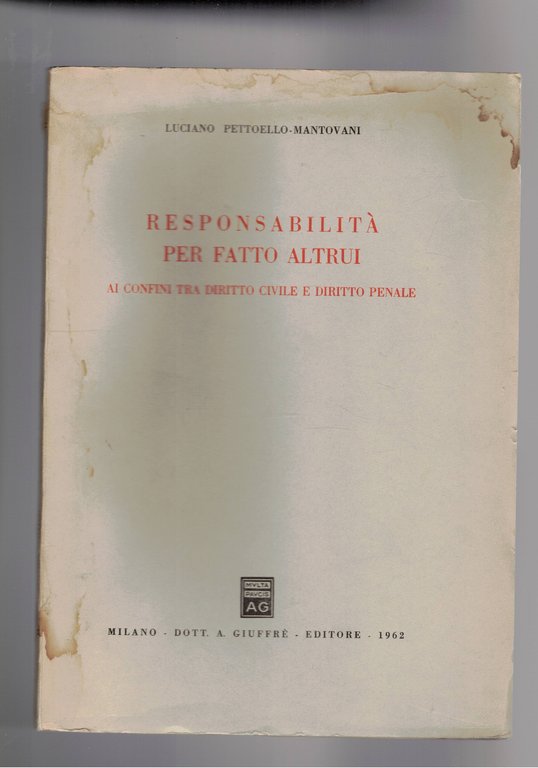 LUCIANO PETTOELLO-MANTOVANI
RESPONSABILITÀ
PER FATTO ALTRUI
AI CONFINI TRA DIRITTO CIVILE E DIRITTO PENALE
MVLTA
PAVCIS
AG
MILANO - DOTT. A. GIUFFRÈ - EDITORE - 1962